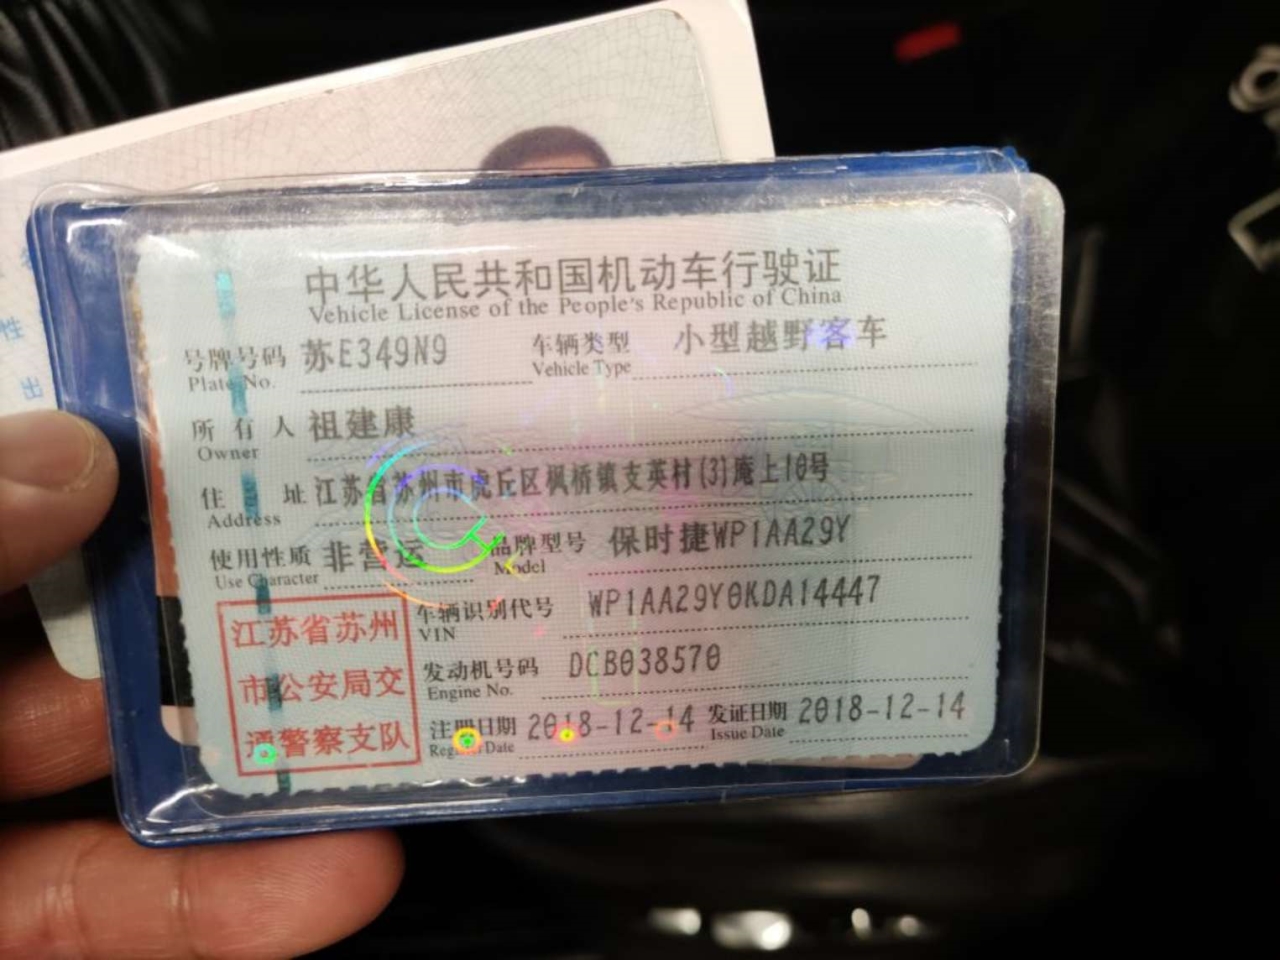 中华人民共和国机动车行驶证
Vehicle License of the People's Republic of China
号牌号码 苏E349N9 车辆类型 小型越野客车
Plate No. Vehicle Type
所有人 祖建康
Owner
住址 江苏省苏州市虎丘区枫桥镇支英村(3)庵上10号
Address
使用性质 非营运 品牌型号 保时捷WP1AA29Y
Use Character Model
车辆识别代号 WP1AA29Y0KDA14447
VIN
发动机号码 DCB038570
Engine No.
注册日期 2018-12-14 发证日期 2018-12-14
Register Date Issue Date
江苏省苏州
市公安局交
通警察支队
性
出